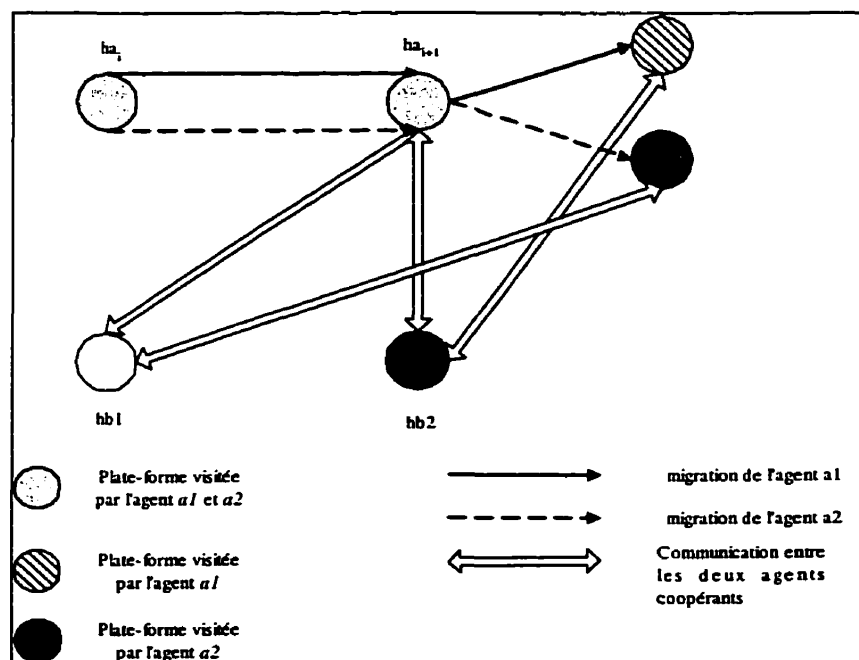 ha i
ha i+1
hb1
hb2
Plate-forme visitée
par l'agent a1 et a2
Plate-forme visitée
par l'agent a1
Plate-forme visitée
par l'agent a2
migration de l'agent a1
migration de l'agent a2
Communication entre
les deux agents
coopérants